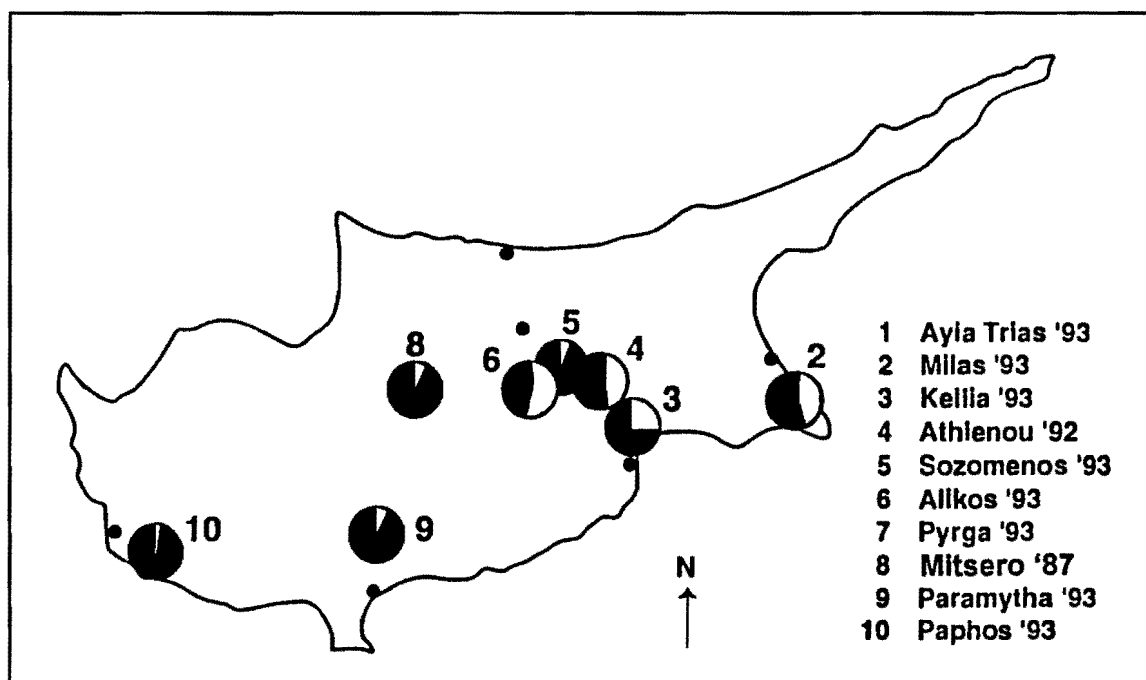 5
4
8
6
2
3
10
9
N
1 Ayia Trias '93
2 Milas '93
3 Kellia '93
4 Athienou '92
5 Sozomenos '93
6 Alikos '93
7 Pyrga '93
8 Mitsero '87
9 Paramytha '93
10 Paphos '93